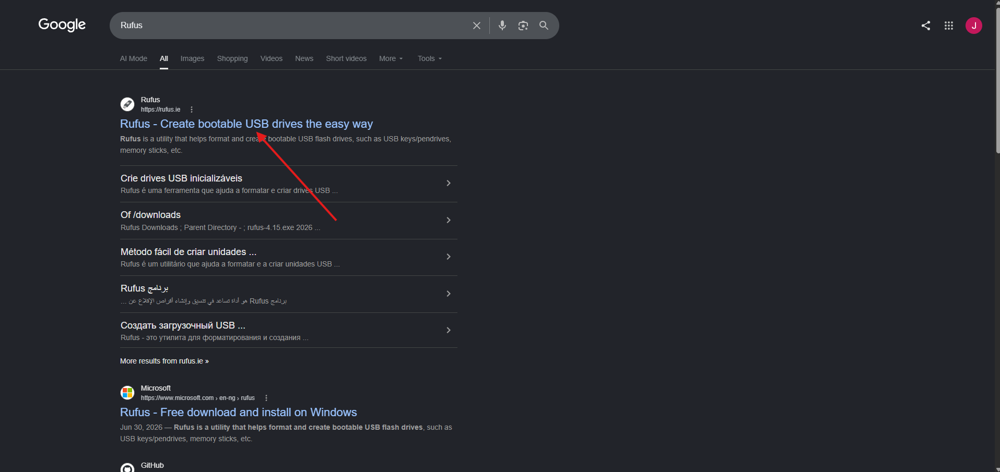 Google
Rufus
J
AI Mode All Images Shopping Videos News Short videos More Tools
Rufus
https://rufus.ie
Rufus - Create bootable USB drives the easy way
Rufus is a utility that helps format and create bootable USB flash drives, such as USB keys/pendrives,
memory sticks, etc.
Crie drives USB inicializáveis
Rufus é uma ferramenta que ajuda a formatar e criar drives USB ...
Of /downloads
Rufus Downloads ; Parent Directory - ; rufus-4.15.exe 2026 ...
Método fácil de criar unidades ...
Rufus é um utilitário que ajuda a formatar e a criar unidades USB ...
برنامج Rufus
برنامج Rufus هو أداة تساعد في تنسيق وإنشاء أقراص الإقلاع عن ...
Создать загрузочный USB ...
Rufus - это утилита для форматирования и создания ...
More results from rufus.ie »
Microsoft
https://www.microsoft.com › en-ng › rufus
Rufus - Free download and install on Windows
Jun 30, 2026 — Rufus is a utility that helps format and create bootable USB flash drives, such as
USB keys/pendrives, memory sticks, etc.
GitHub